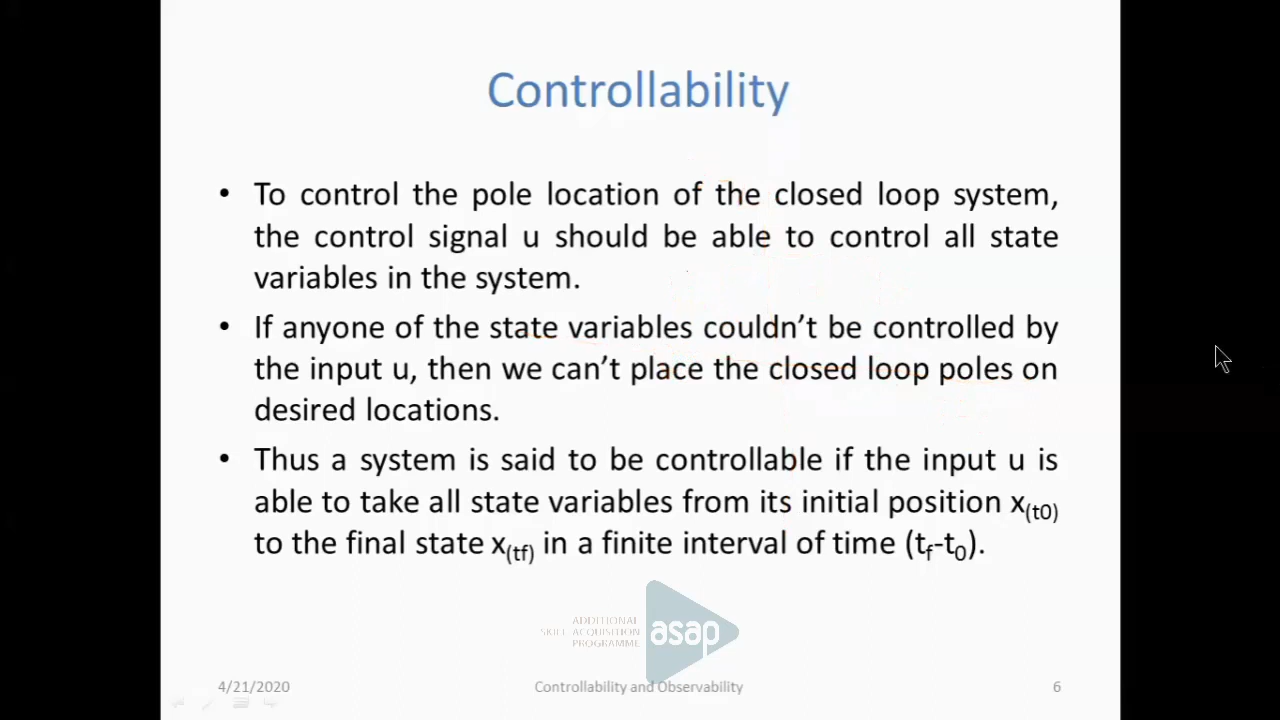 Controllability
• To control the pole location of the closed loop system,
the control signal u should be able to control all state
variables in the system.
• If anyone of the state variables couldn’t be controlled by
the input u, then we can’t place the closed loop poles on
desired locations.
• Thus a system is said to be controllable if the input u is
able to take all state variables from its initial position x(t0)
to the final state x(tf) in a finite interval of time (tf-t0).
ADDITIONAL
SKILL ACQUISITION
PROGRAMME
asap
4/21/2020 Controllability and Observability 6